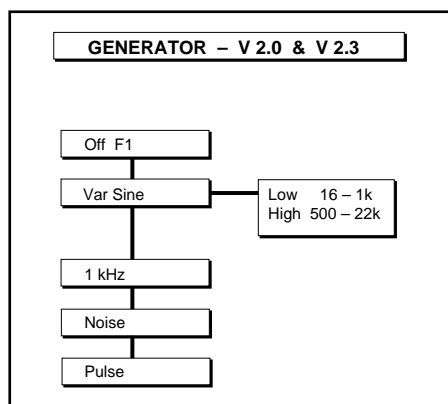 GENERATOR – V 2.0 & V 2.3
Off F1
Var Sine
Low 16 – 1k
High 500 – 22k
1 kHz
Noise
Pulse